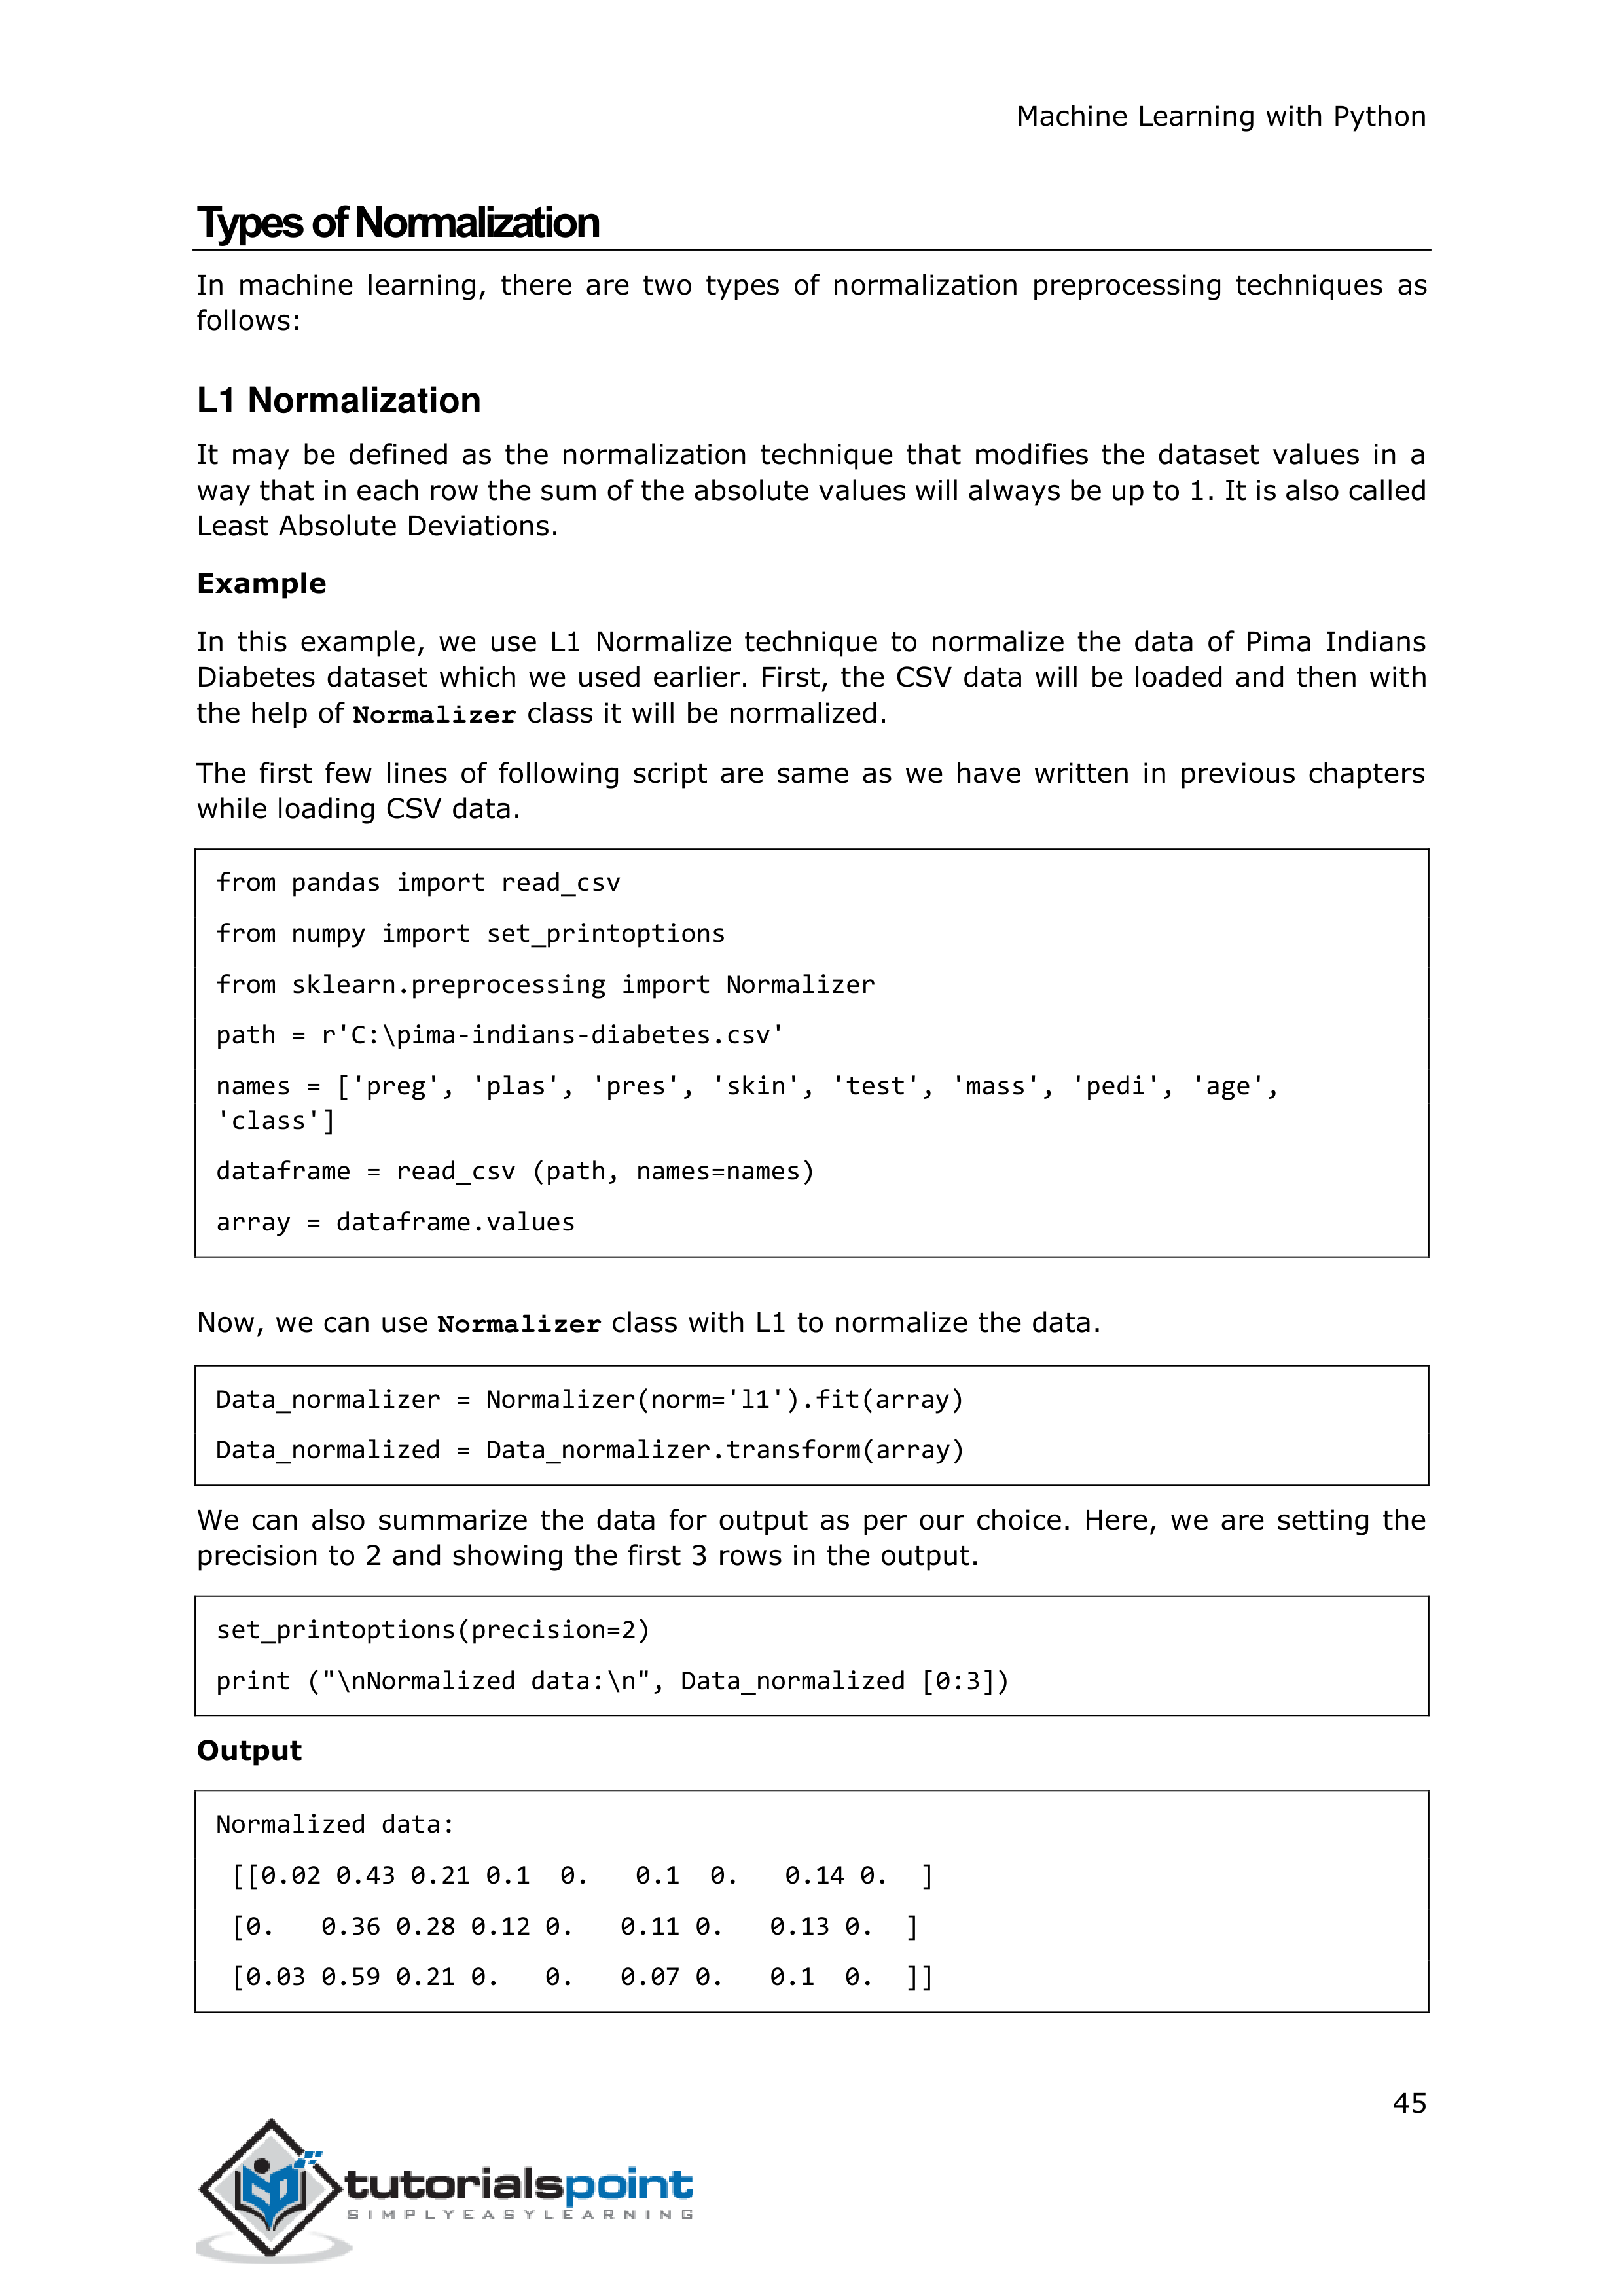 Machine Learning with Python
Types of Normalization
In machine learning, there are two types of normalization preprocessing techniques as
follows:
L1 Normalization
It may be defined as the normalization technique that modifies the dataset values in a
way that in each row the sum of the absolute values will always be up to 1. It is also called
Least Absolute Deviations.
Example
In this example, we use L1 Normalize technique to normalize the data of Pima Indians
Diabetes dataset which we used earlier. First, the CSV data will be loaded and then with
the help of Normalizer class it will be normalized.
The first few lines of following script are same as we have written in previous chapters
while loading CSV data.
from pandas import read_csv
from numpy import set_printoptions
from sklearn.preprocessing import Normalizer
path = r'C:\pima-indians-diabetes.csv'
names = ['preg', 'plas', 'pres', 'skin', 'test', 'mass', 'pedi', 'age',
'class']
dataframe = read_csv (path, names=names)
array = dataframe.values
Now, we can use Normalizer class with L1 to normalize the data.
Data_normalizer = Normalizer(norm='l1').fit(array)
Data_normalized = Data_normalizer.transform(array)
We can also summarize the data for output as per our choice. Here, we are setting the
precision to 2 and showing the first 3 rows in the output.
set_printoptions(precision=2)
print ("\nNormalized data:\n", Data_normalized [0:3])
Output
Normalized data:
[[0.02 0.43 0.21 0.1  0.   0.1  0.   0.14 0.  ]
[0.   0.36 0.28 0.12 0.   0.11 0.   0.13 0.  ]
[0.03 0.59 0.21 0.   0.   0.07 0.   0.1  0.  ]]
45
tutorialspoint
SIMPLYEASYLEARNING